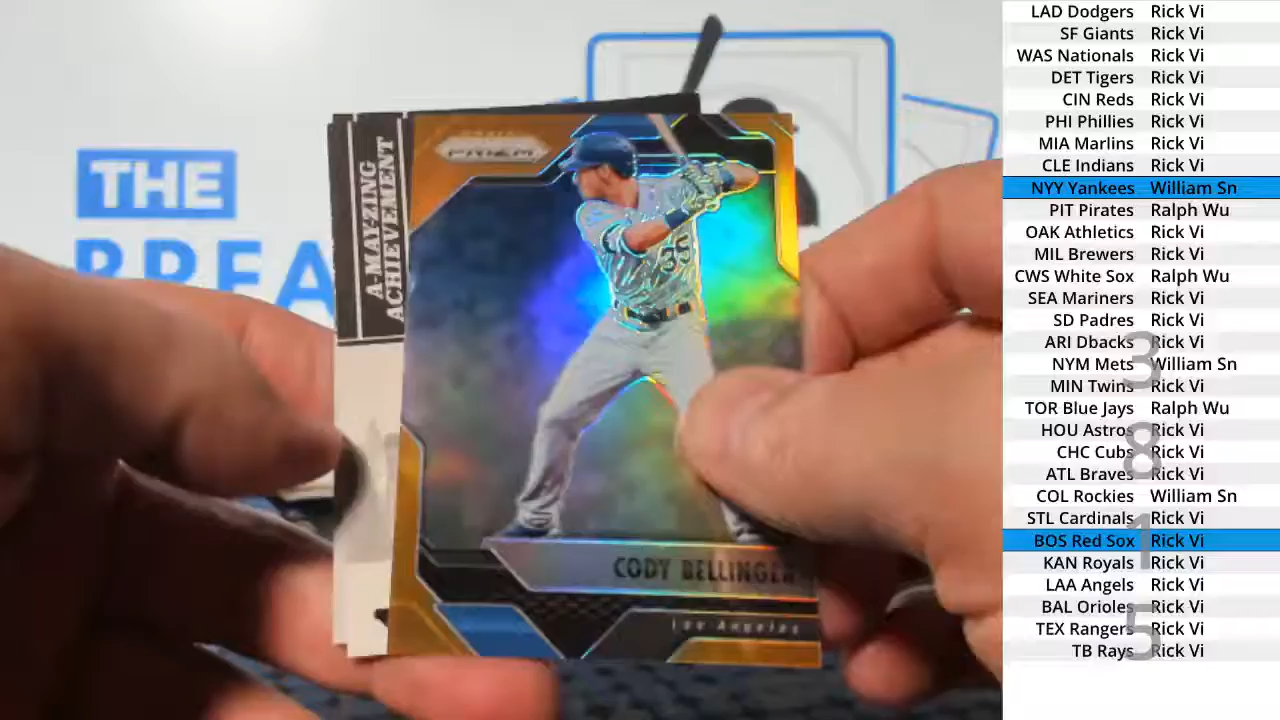 THE
BREA
A-MAY-ZING
ACHIEVEMENT
PRIZM
35
CODY BELLINGER
Los Angeles
LAD Dodgers Rick Vi
SF Giants Rick Vi
WAS Nationals Rick Vi
DET Tigers Rick Vi
CIN Reds Rick Vi
PHI Phillies Rick Vi
MIA Marlins Rick Vi
CLE Indians Rick Vi
NYY Yankees William Sn
PIT Pirates Ralph Wu
OAK Athletics Rick Vi
MIL Brewers Rick Vi
CWS White Sox Ralph Wu
SEA Mariners Rick Vi
SD Padres Rick Vi
ARI Dbacks Rick Vi
NYM Mets William Sn
MIN Twins Rick Vi
TOR Blue Jays Ralph Wu
HOU Astros Rick Vi
CHC Cubs Rick Vi
ATL Braves Rick Vi
COL Rockies William Sn
STL Cardinals Rick Vi
BOS Red Sox Rick Vi
KAN Royals Rick Vi
LAA Angels Rick Vi
BAL Orioles Rick Vi
TEX Rangers Rick Vi
TB Rays Rick Vi
3
8
1
5